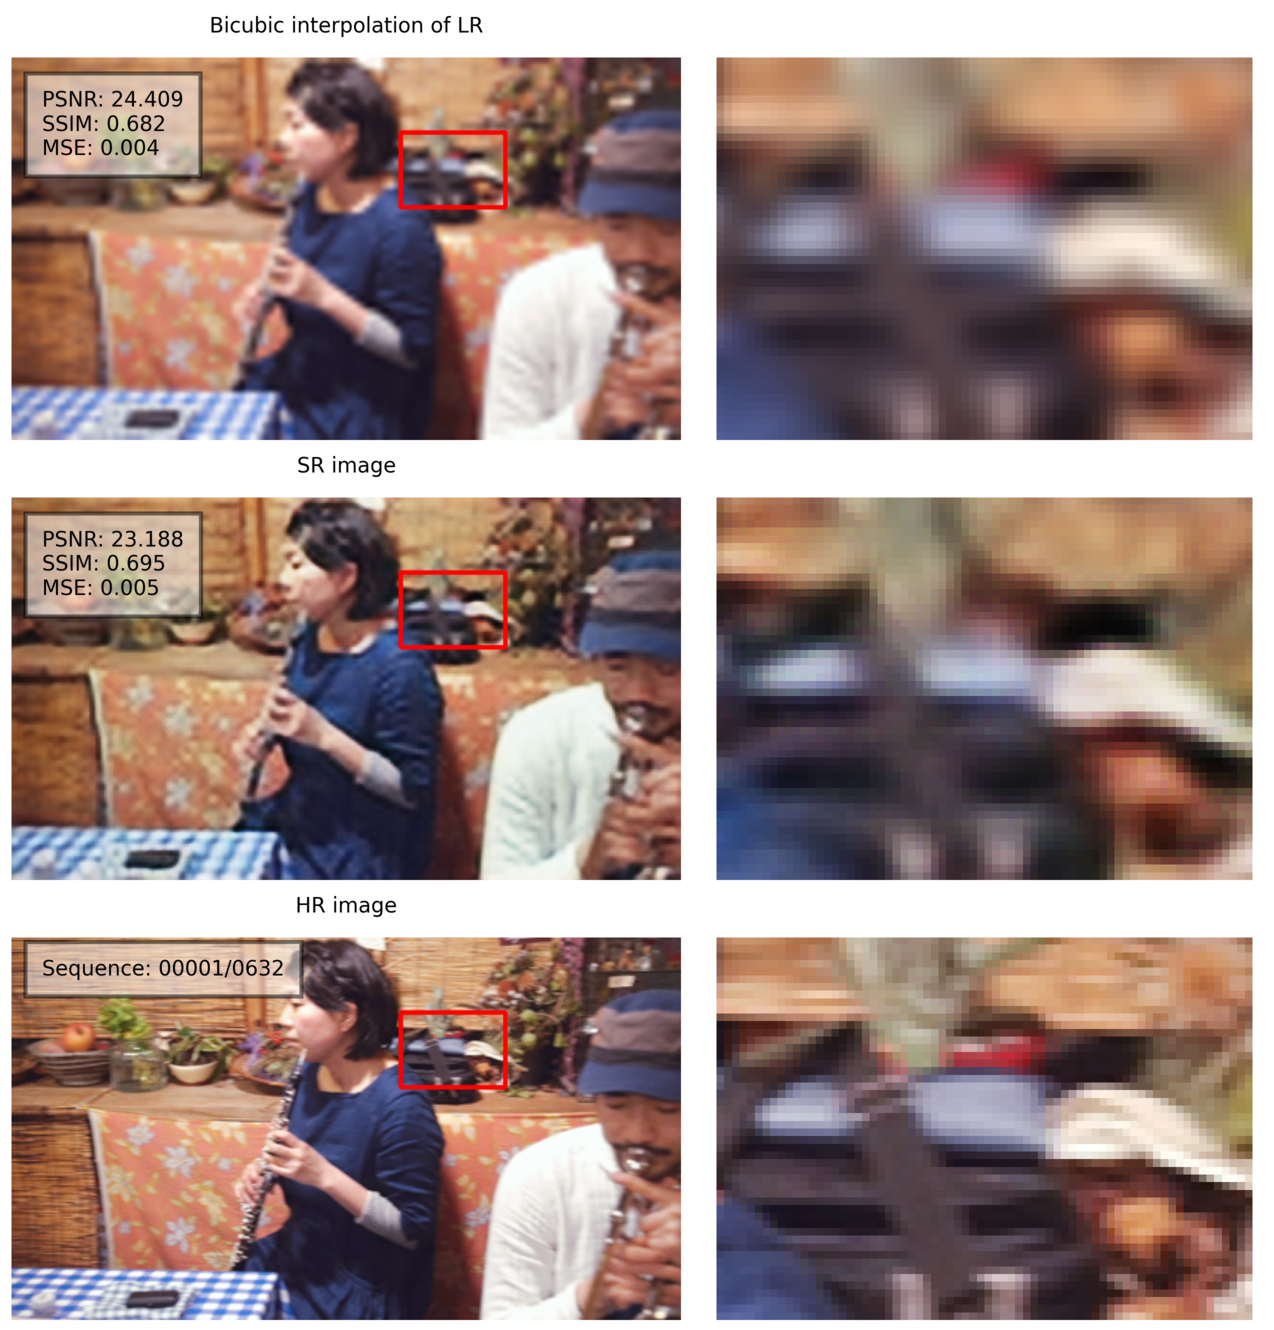 Bicubic interpolation of LR
PSNR: 24.409
SSIM: 0.682
MSE: 0.004
SR image
PSNR: 23.188
SSIM: 0.695
MSE: 0.005
HR image
Sequence: 00001/0632